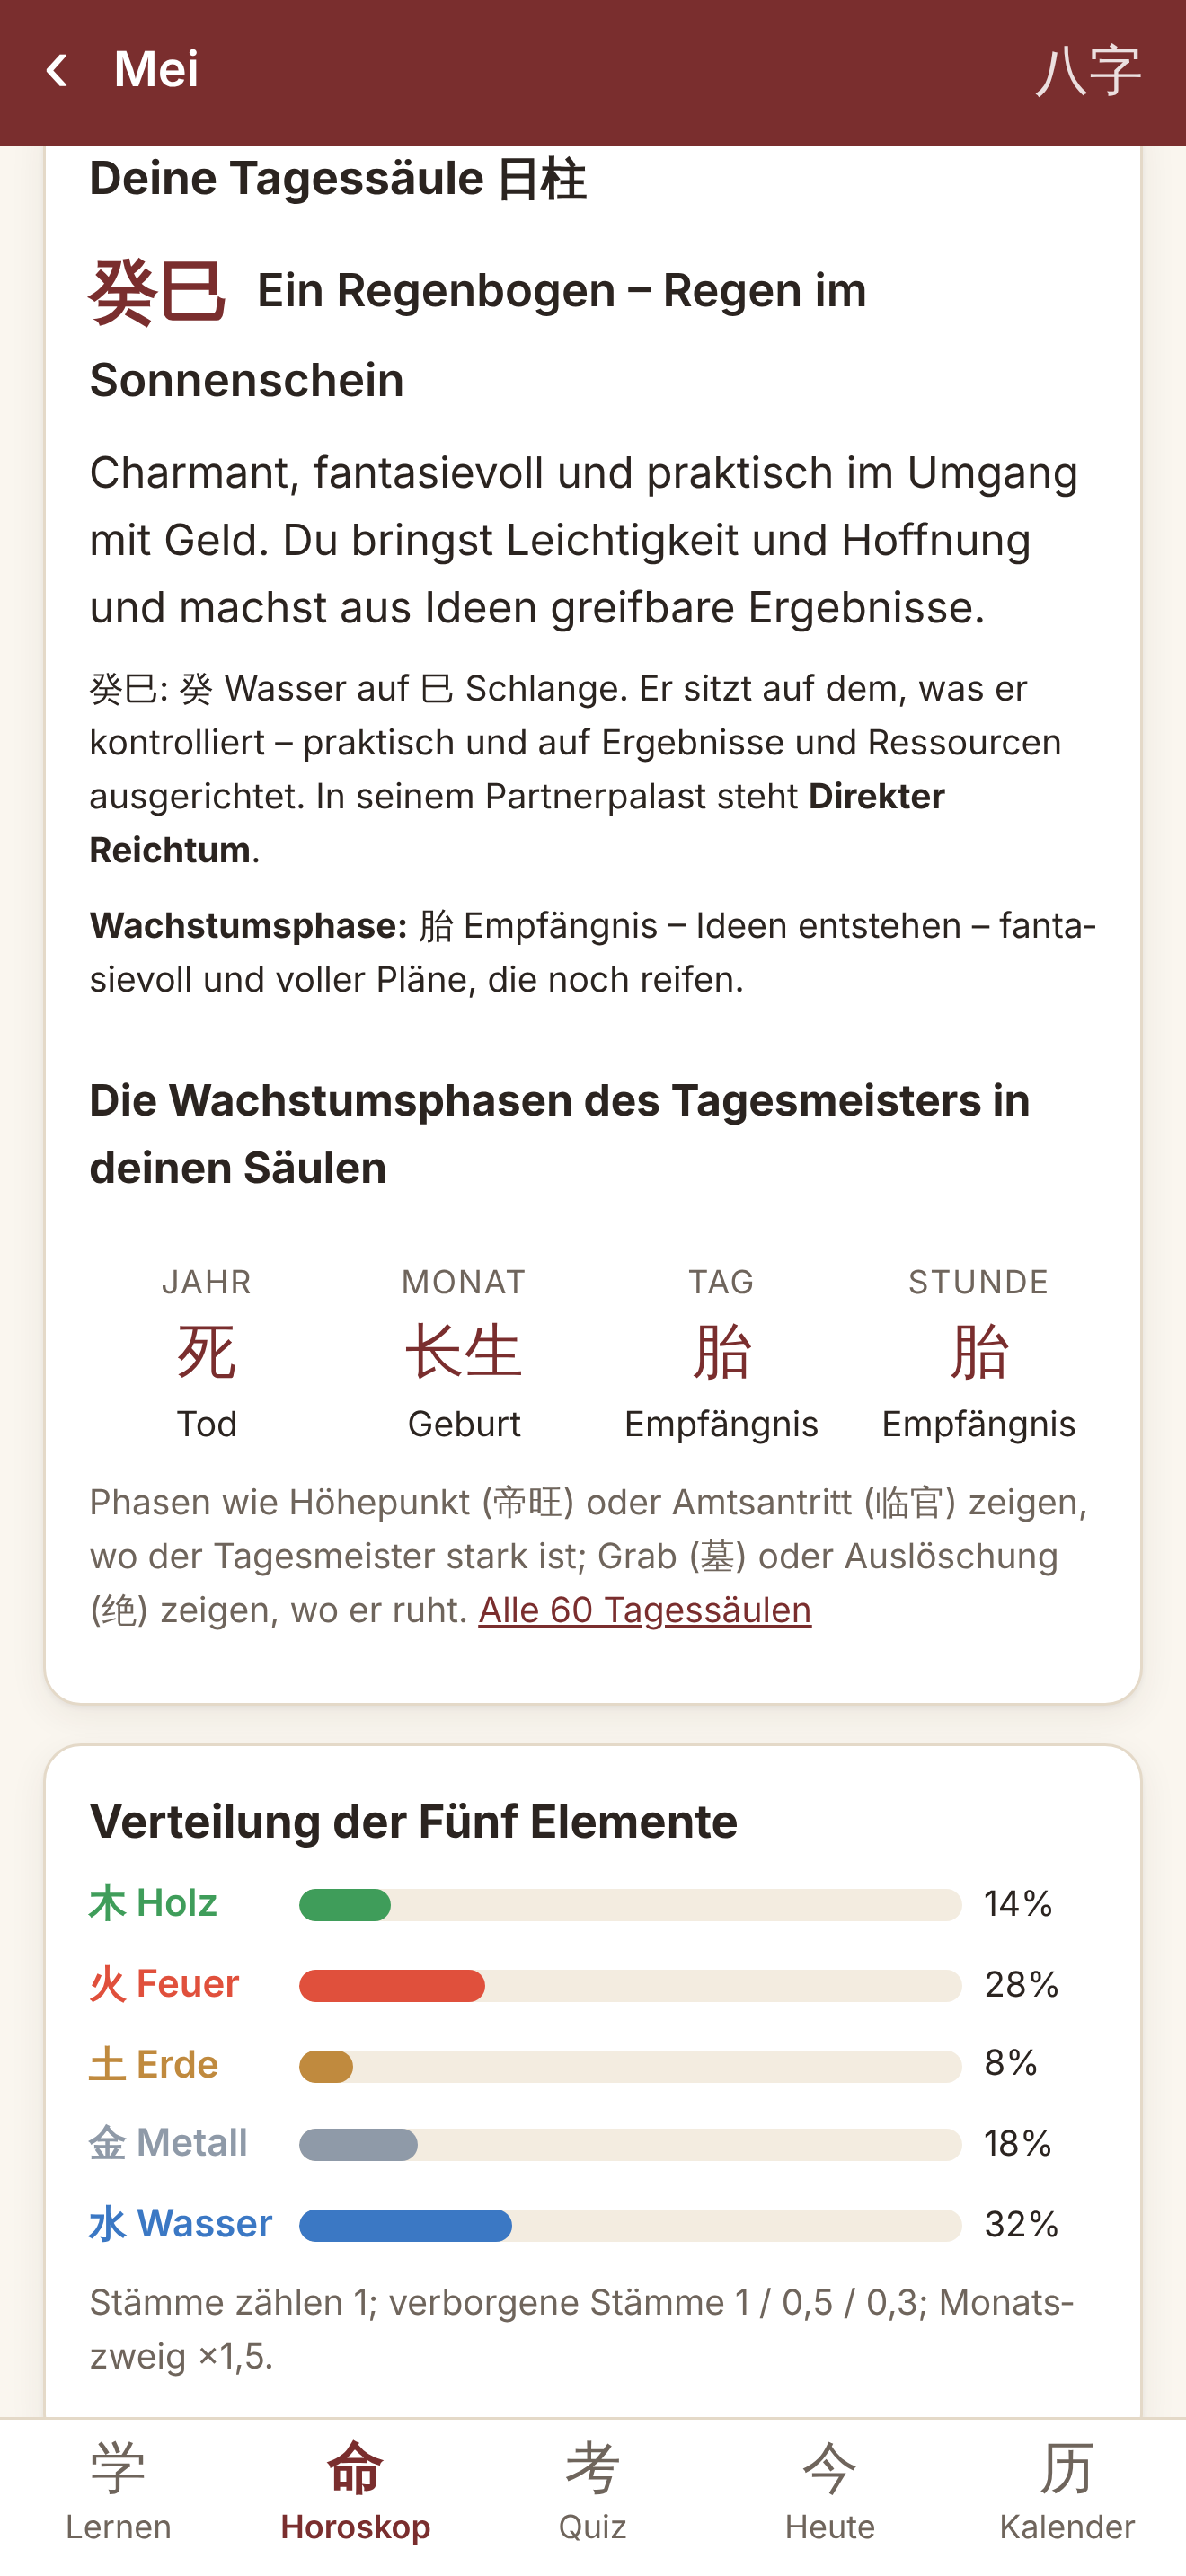 Mei
八字
Deine Tagessäule 日柱
癸巳 Ein Regenbogen – Regen im
Sonnenschein
Charmant, fantasievoll und praktisch im Umgang
mit Geld. Du bringst Leichtigkeit und Hoffnung
und machst aus Ideen greifbare Ergebnisse.
癸巳: 癸 Wasser auf 巳 Schlange. Er sitzt auf dem, was er
kontrolliert – praktisch und auf Ergebnisse und Ressourcen
ausgerichtet. In seinem Partnerpalast steht Direkter
Reichtum.
Wachstumsphase: 胎 Empfängnis – Ideen entstehen – fanta-
sievoll und voller Pläne, die noch reifen.
Die Wachstumsphasen des Tagesmeisters in
deinen Säulen
JAHR MONAT TAG STUNDE
死 长生 胎 胎
Tod Geburt Empfängnis Empfängnis
Phasen wie Höhepunkt (帝旺) oder Amtsantritt (临官) zeigen,
wo der Tagesmeister stark ist; Grab (墓) oder Auslöschung
(绝) zeigen, wo er ruht. Alle 60 Tagessäulen
Verteilung der Fünf Elemente
木 Holz 14%
火 Feuer 28%
土 Erde 8%
金 Metall 18%
水 Wasser 32%
Stämme zählen 1; verborgene Stämme 1 / 0,5 / 0,3; Monats-
zweig ×1,5.
学 命 考 今 历
Lernen Horoskop Quiz Heute Kalender